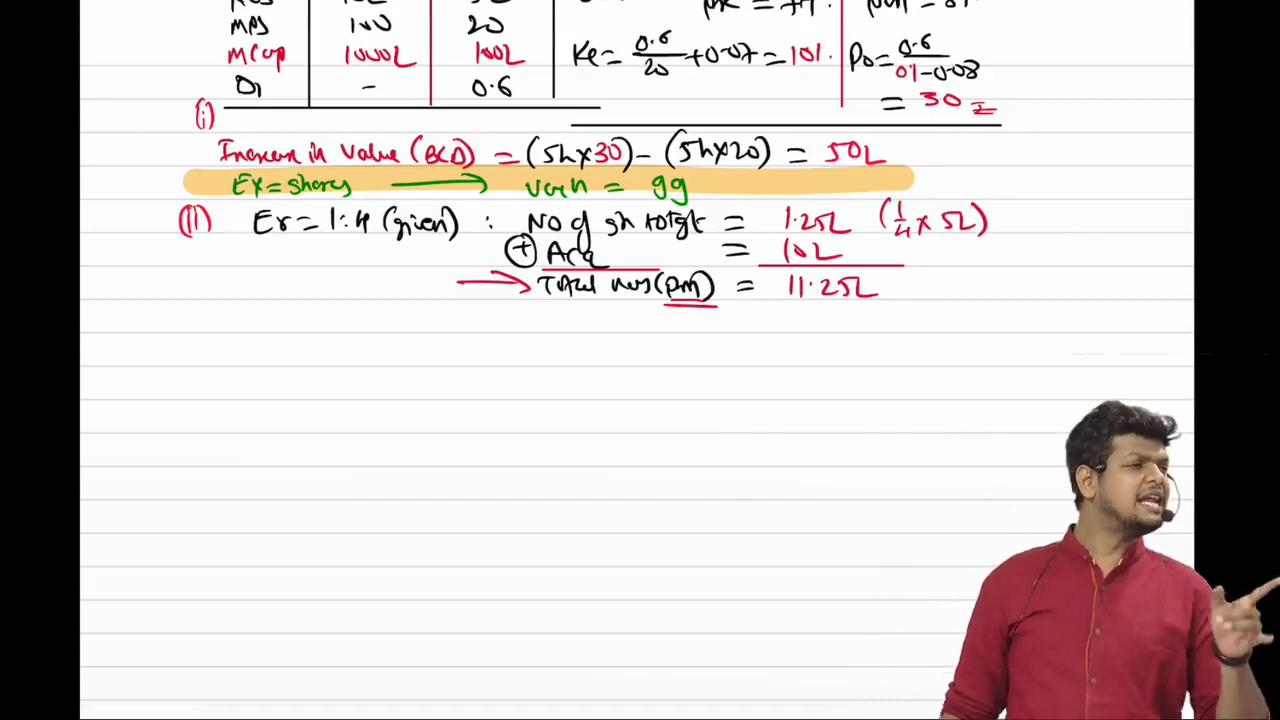 MPS 100 20
MCap 1000L 100L
D1 - 0.6
Ke = 0.6/20 + 0.07 = 10%.
P0 = 0.6/(0.1 - 0.08)
= 30
(i)
Increase in Value (BCD) = (5L×30) - (5L×20) = 50L
Ex = shares → = gg
(II) Er = 1:4 (given) : No of sh to Tgt = 1.25L (1/4 × 5L)
(+) Acq = 10L
→ Total nos (PM) = 11.25L